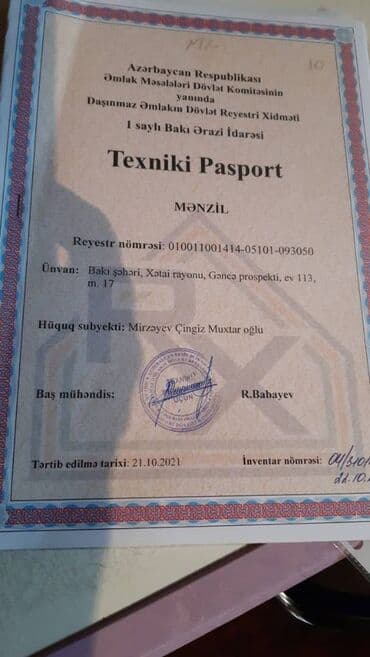 Azərbaycan Respublikası
Əmlak Məsələləri Dövlət Komitəsinin
yanında
Daşınmaz Əmlakın Dövlət Reyestri Xidməti
1 saylı Bakı Ərazi İdarəsi
Texniki Pasport
MƏNZİL
Reyestr nömrəsi: 010011001414-05101-093050
Ünvan: Bakı şəhəri, Xətai rayonu, Gəncə prospekti, ev 113,
m. 17
Hüquq subyekti: Mirzəyev Çingiz Muxtar oğlu
Baş mühəndis: R.Babayev
ÜÇÜN
Tərtib edilmə tarixi: 21.10.2021 İnventar nömrəsi: